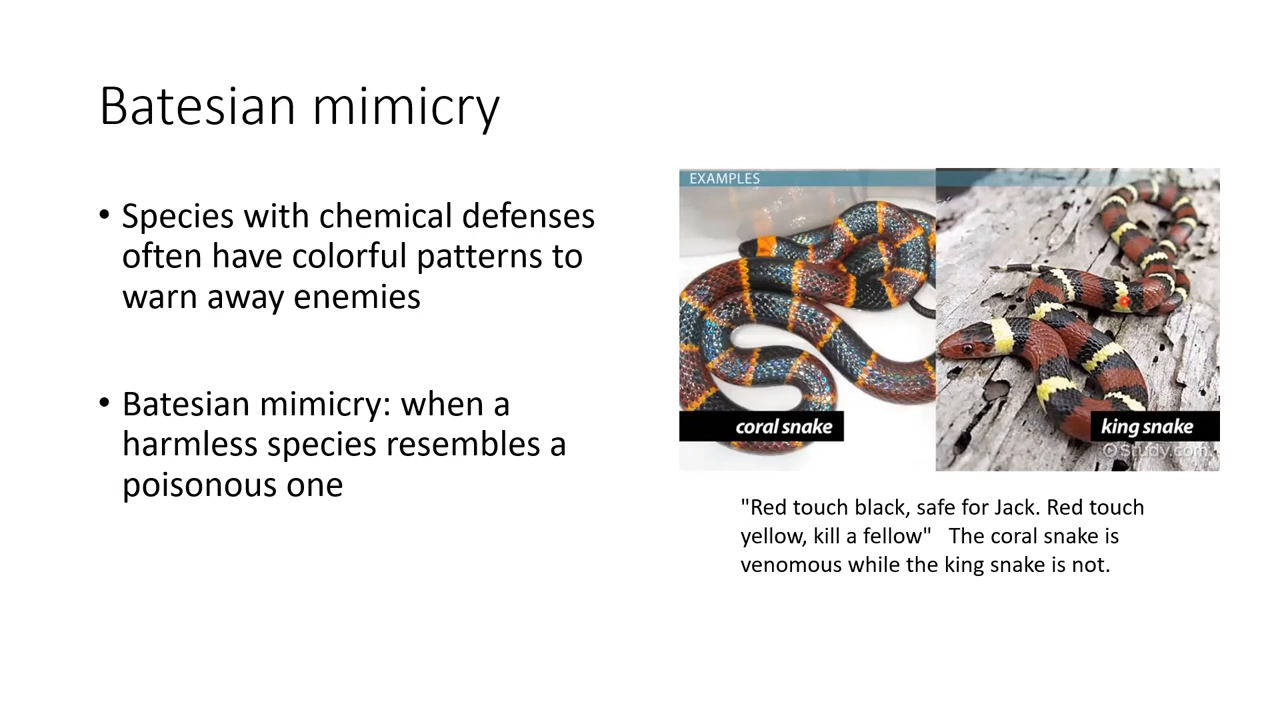 Batesian mimicry
• Species with chemical defenses
often have colorful patterns to
warn away enemies
• Batesian mimicry: when a
harmless species resembles a
poisonous one
EXAMPLES
coral snake
king snake
© Study.com
"Red touch black, safe for Jack. Red touch
yellow, kill a fellow"   The coral snake is
venomous while the king snake is not.